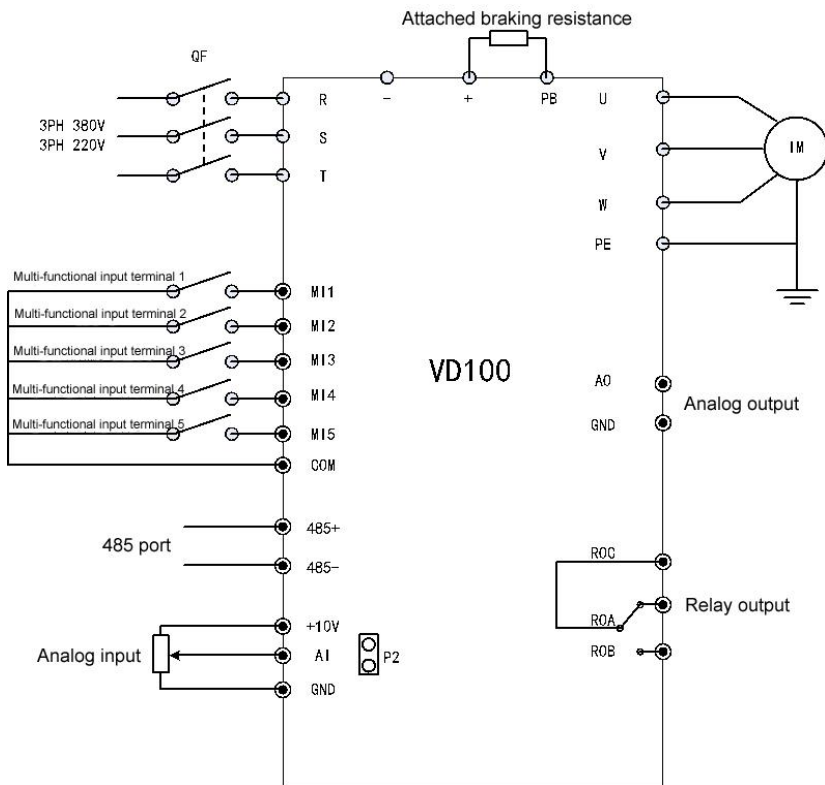 Attached braking resistance
QF
R
-
+
PB
U
3PH 380V
3PH 220V
S
V
IM
T
W
PE
Multi-functional input terminal 1
MI1
Multi-functional input terminal 2
MI2
Multi-functional input terminal 3
MI3
Multi-functional input terminal 4
MI4
Multi-functional input terminal 5
MI5
COM
VD100
AO
GND
Analog output
485 port
485+
485-
ROC
ROA
ROB
Relay output
Analog input
+10V
AI
GND
P2